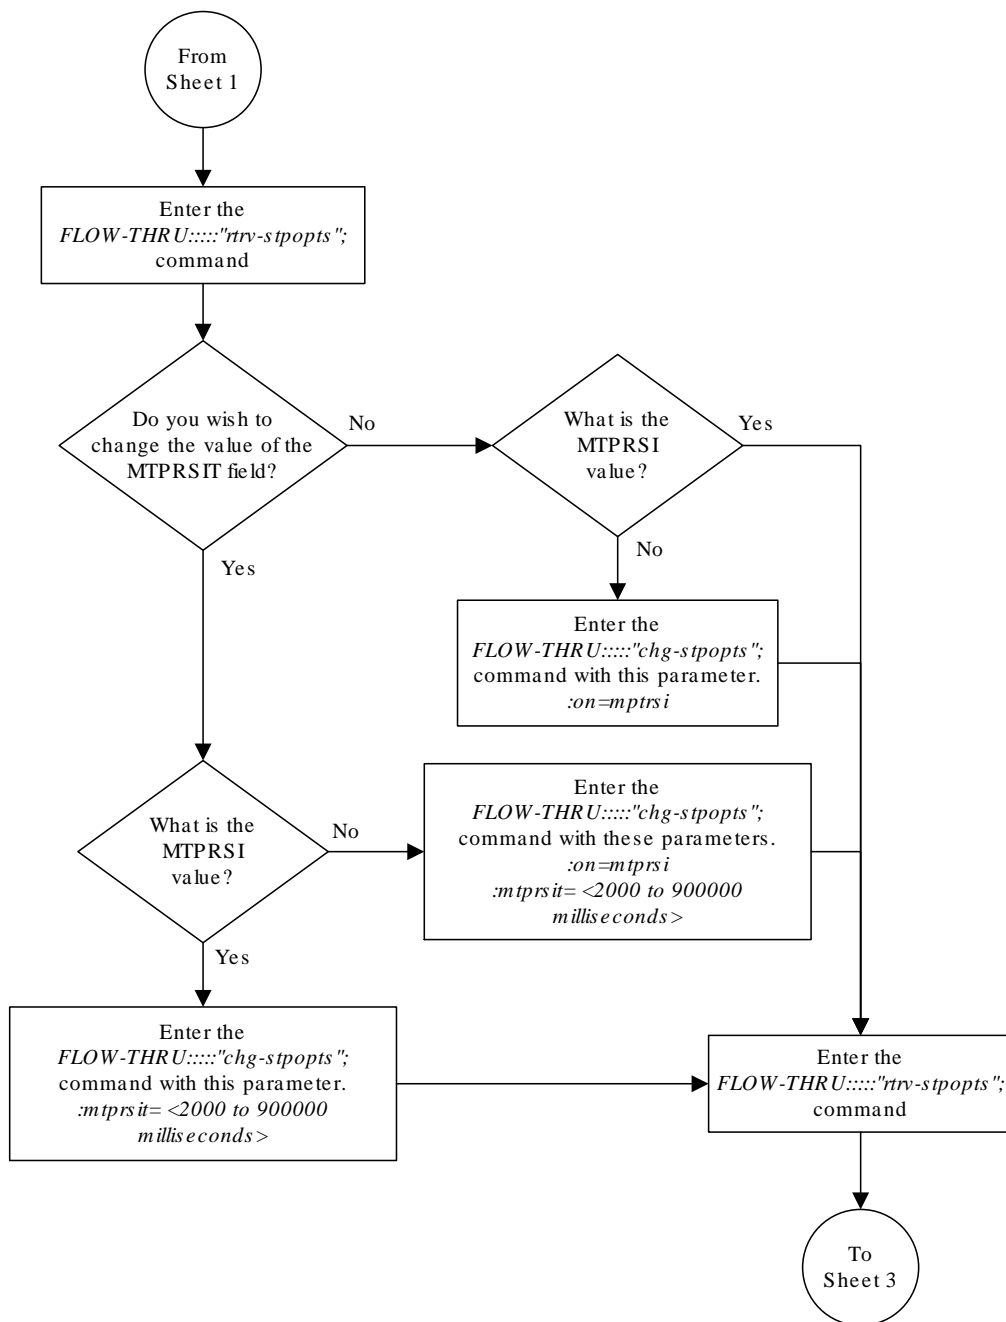 From
Sheet 1
Enter the
FLOW-THRU:::::"rtrv-stpopts";
command
Do you wish to
change the value of the
MTPRSIT field?
No
What is the
MTPRSI
value?
Yes
No
Yes
Enter the
FLOW-THRU:::::"chg-stpopts";
command with this parameter.
:on=mptrsi
What is the
MTPRSI
value?
No
Enter the
FLOW-THRU:::::"chg-stpopts";
command with these parameters.
:on=mtprsi
:mtprsit= <2000 to 900000
milliseconds>
Yes
Enter the
FLOW-THRU:::::"chg-stpopts";
command with this parameter.
:mtprsit= <2000 to 900000
milliseconds>
Enter the
FLOW-THRU:::::"rtrv-stpopts";
command
To
Sheet 3